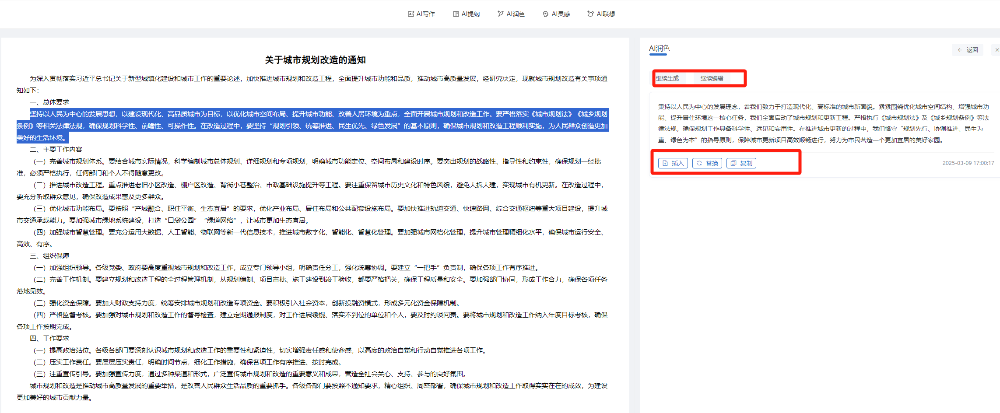 AI写作 AI提纲 AI润色 AI灵感 AI联想
关于城市规划改造的通知
为深入贯彻落实习近平总书记关于新型城镇化建设和城市工作的重要论述，加快推进城市规划和改造工程，全面提升城市功能和品质，推动城市高质量发展，经研究决定，现就城市规划改造有关事项通
知如下：
一、总体要求
坚持以人民为中心的发展思想，以建设现代化、高品质城市为目标，以优化城市空间布局、提升城市功能、改善人居环境为重点，全面开展城市规划和改造工作。要严格落实《城市规划法》《城乡规划
条例》等相关法律法规，确保规划科学性、前瞻性、可操作性。在改造过程中，要坚持“规划引领、统筹推进、民生优先、绿色发展”的基本原则，确保城市规划和改造工程顺利实施，为人民群众创造更加
美好的生活环境。
二、主要工作内容
（一）完善城市规划体系。要结合城市实际情况，科学编制城市总体规划、详细规划和专项规划，明确城市功能定位、空间布局和建设时序。要突出规划的战略性、指导性和约束性，确保规划一经批
准，必须严格执行，任何部门和个人不得随意更改。
（二）推进城市改造工程。重点推进老旧小区改造、棚户区改造、背街小巷整治、市政基础设施提升等工程。要注重保留城市历史文化和特色风貌，避免大拆大建，实现城市有机更新。在改造过程中，
要充分听取群众意见，确保改造成果惠及更多群众。
（三）优化城市功能布局。要按照“产城融合、职住平衡、生态宜居”的要求，优化产业布局、居住布局和公共配套设施布局。要加快推进轨道交通、快速路网、综合交通枢纽等重大项目建设，提升城
市交通承载能力。要加强城市绿地系统建设，打造“口袋公园”“绿道网络”，让城市更加生态宜居。
（四）加强城市智慧管理。要充分运用大数据、人工智能、物联网等新一代信息技术，推进城市数字化、智能化、智慧化管理。要加强城市网格化管理，提升城市管理精细化水平，确保城市运行安全、
高效、有序。
三、组织保障
（一）加强组织领导。各级党委、政府要高度重视城市规划和改造工作，成立专门领导小组，明确责任分工，强化统筹协调。要建立“一把手”负责制，确保各项工作有序推进。
（二）完善工作机制。要建立规划和改造工程的全过程管理机制，从规划编制、项目审批、施工建设到竣工验收，都要严格把关，确保工程质量和安全。要加强部门协同，形成工作合力，确保各项任务
落地见效。
（三）强化资金保障。要加大财政支持力度，统筹安排城市规划和改造专项资金。要积极引入社会资本，创新投融资模式，形成多元化资金保障机制。
（四）严格监督考核。要加强对城市规划和改造工作的督导检查，建立定期通报制度，对工作进展缓慢、落实不到位的单位和个人，要及时约谈问责。要将城市规划和改造工作纳入年度目标考核，确保
各项工作按期完成。
四、工作要求
（一）提高政治站位。各级各部门要深刻认识城市规划和改造工作的重要性和紧迫性，切实增强责任感和使命感，以高度的政治自觉和行动自觉推进各项工作。
（二）压实工作责任。要层层压实责任，明确时间节点，细化工作措施，确保各项工作有序推进、按时完成。
（三）注重宣传引导。要加强宣传力度，通过多种渠道和形式，广泛宣传城市规划和改造的重要意义和成果，营造全社会关心、支持、参与的良好氛围。
城市规划和改造是推动城市高质量发展的重要举措，是改善人民群众生活品质的重要抓手。各级各部门要按照本通知要求，精心组织、周密部署，确保城市规划和改造工作取得实实在在的成效，为建设
更加美好的城市贡献力量。
AI润色
返回
继续生成 继续编辑
秉持以人民为中心的发展理念，着我们致力于打造现代化、高标准的城市新面貌。紧紧围绕优化城市空间结构、增强城市功
能、提升居住环境这一核心任务，我们全面启动了城市规划和更新工程。严格执行《城市规划法》及《城乡规划条例》等法
律法规，确保规划工作具备科学性、远见和实用性。在推进城市更新的过程中，我们恪守“规划先行、协调推进、民生为
重、绿色为本”的指导原则，保障城市更新项目高效顺畅进行，努力为市民营造一个更加宜居的美好家园。
插入 替换 复制
2025-03-09 17:00:17